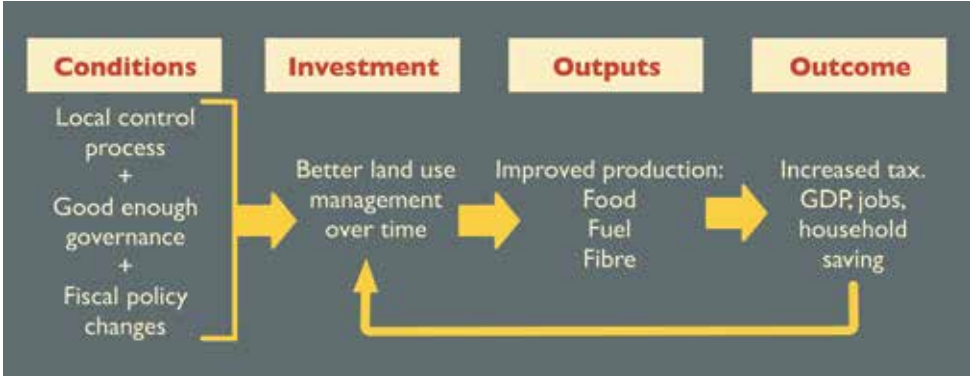 Conditions
Local control
process
+
Good enough
governance
+
Fiscal policy
changes
Investment
Better land use
management
over time
Outputs
Improved production:
Food
Fuel
Fibre
Outcome
Increased tax.
GDP, jobs,
household
saving